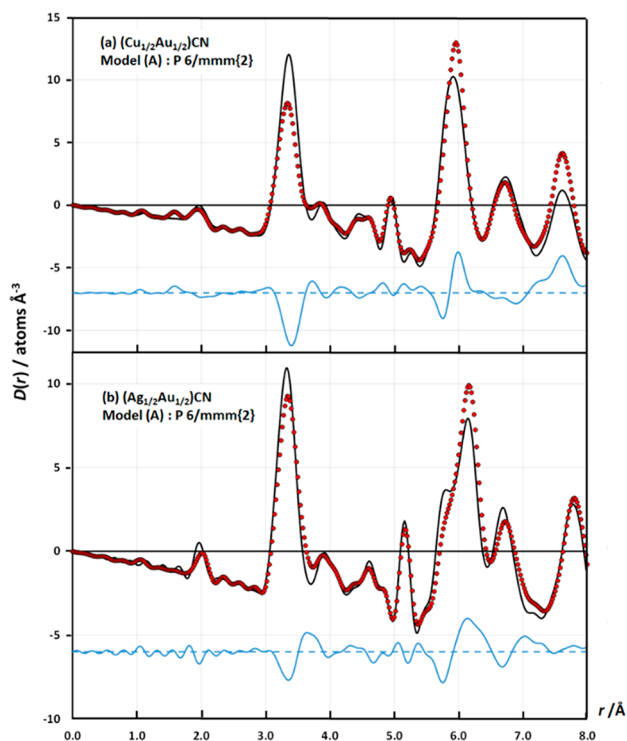 15
(a) (Cu1/2Au1/2)CN
Model (A) : P 6/mmm{2}
10
5
0
-5
-10
D(r) / atoms Å-3
(b) (Ag1/2Au1/2)CN
Model (A) : P 6/mmm{2}
10
5
0
-5
-10
0.0 1.0 2.0 3.0 4.0 5.0 6.0 7.0 8.0
r /Å